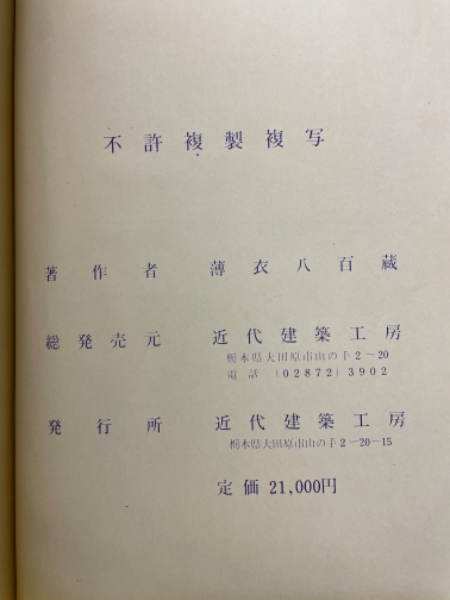 不許複製複写
著作者 薄衣八百蔵
総発売元 近代建築工房
栃木県大田原市山の手2-20
電話 (02872) 3902
発行所 近代建築工房
栃木県大田原市山の手2-20-15
定価 21,000円